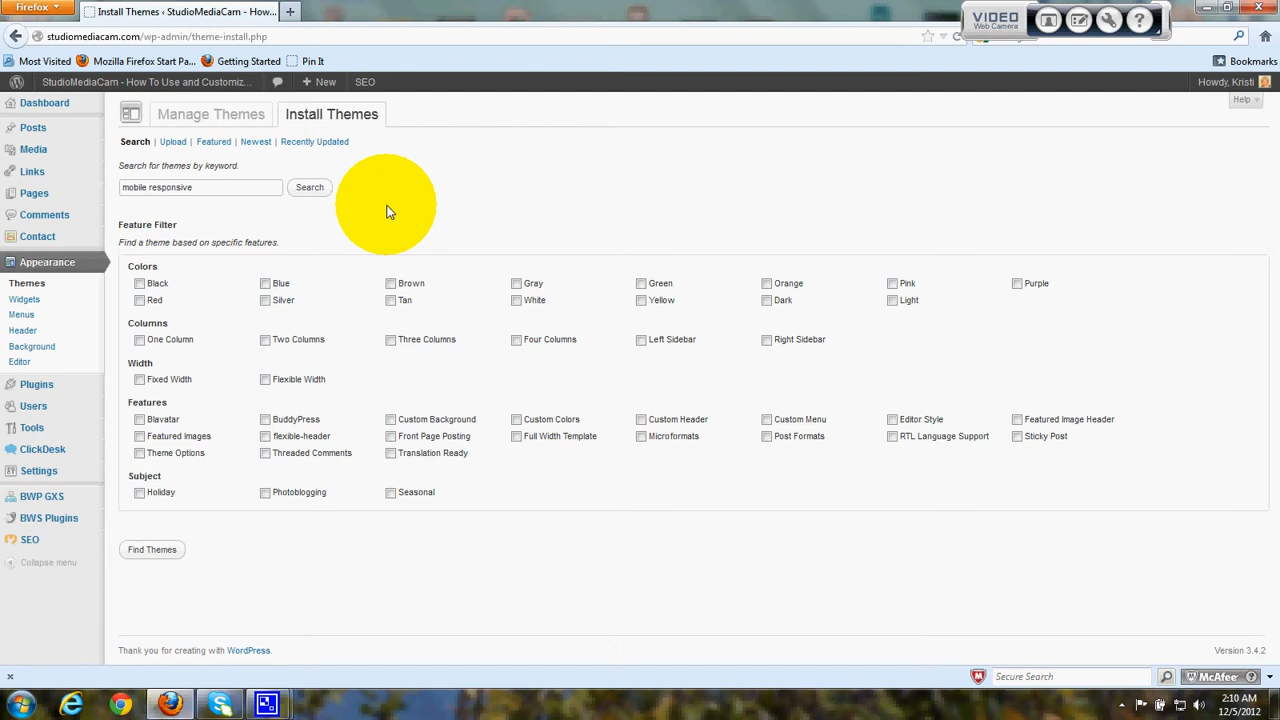 Firefox
Install Themes ‹ StudioMediaCam - How...
VIDEO
Web Camera
studiomediacam.com/wp-admin/theme-install.php
Most Visited Mozilla Firefox Start Pa... Getting Started Pin It Bookmarks
StudioMediaCam - How To Use and Customiz... + New SEO Howdy, Kristi
Help
Dashboard
Posts
Media
Links
Pages
Comments
Contact
Appearance
Themes
Widgets
Menus
Header
Background
Editor
Plugins
Users
Tools
ClickDesk
Settings
BWP GXS
BWS Plugins
SEO
Collapse menu
Manage Themes Install Themes
Search | Upload | Featured | Newest | Recently Updated
Search for themes by keyword.
mobile responsive Search
Feature Filter
Find a theme based on specific features.
Colors
Black Blue Brown Gray Green Orange Pink Purple
Red Silver Tan White Yellow Dark Light
Columns
One Column Two Columns Three Columns Four Columns Left Sidebar Right Sidebar
Width
Fixed Width Flexible Width
Features
Blavatar BuddyPress Custom Background Custom Colors Custom Header Custom Menu Editor Style Featured Image Header
Featured Images flexible-header Front Page Posting Full Width Template Microformats Post Formats RTL Language Support Sticky Post
Theme Options Threaded Comments Translation Ready
Subject
Holiday Photoblogging Seasonal
Find Themes
Thank you for creating with WordPress. Version 3.4.2
Secure Search McAfee
2:10 AM
12/5/2012